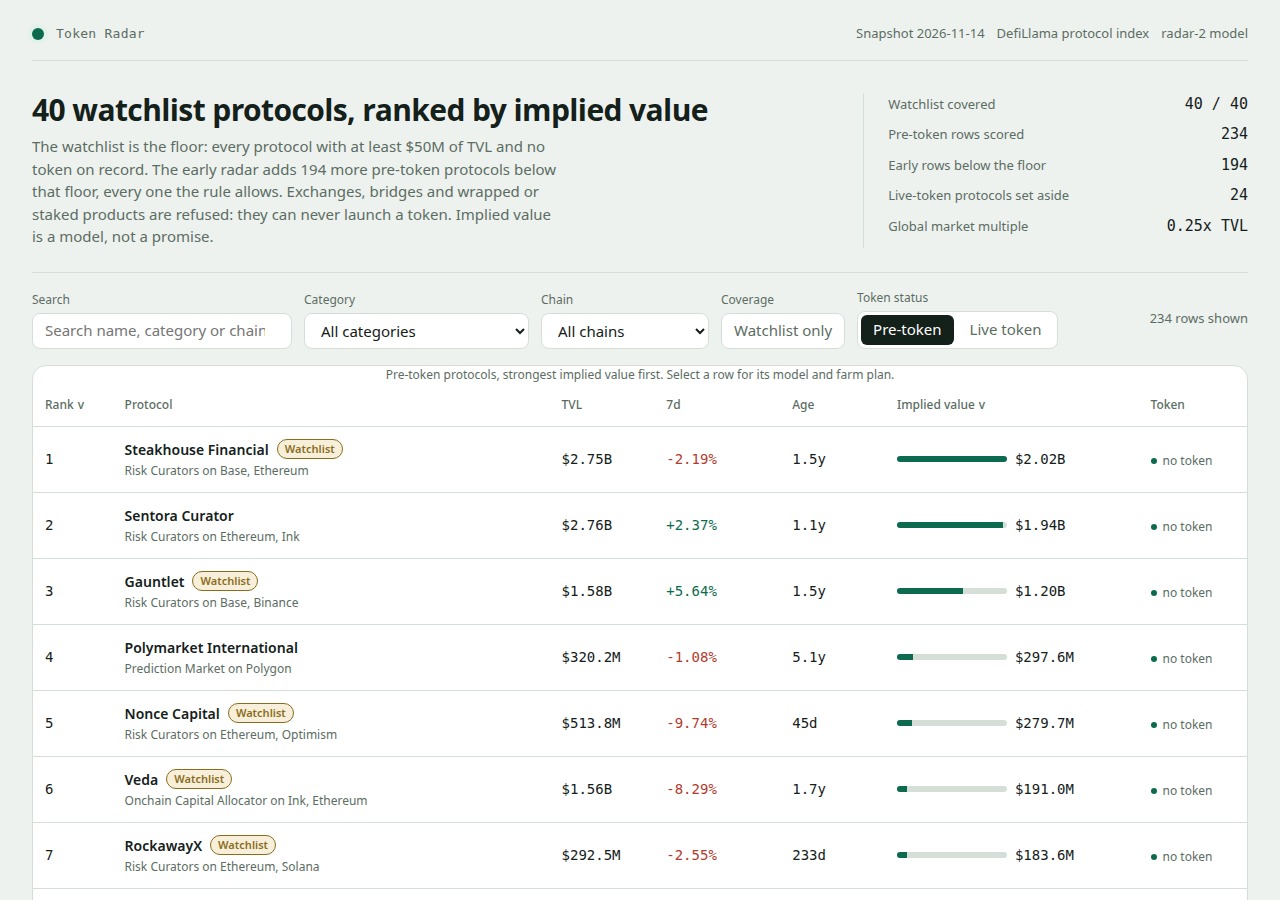 Token Radar
Snapshot 2026-11-14 DefiLlama protocol index radar-2 model
40 watchlist protocols, ranked by implied value
The watchlist is the floor: every protocol with at least $50M of TVL and no
token on record. The early radar adds 194 more pre-token protocols below
that floor, every one the rule allows. Exchanges, bridges and wrapped or
staked products are refused: they can never launch a token. Implied value
is a model, not a promise.
Watchlist covered 40 / 40
Pre-token rows scored 234
Early rows below the floor 194
Live-token protocols set aside 24
Global market multiple 0.25x TVL
Search Category Chain Coverage Token status
Search name, category or chain All categories All chains Watchlist only Pre-token Live token 234 rows shown
Pre-token protocols, strongest implied value first. Select a row for its model and farm plan.
Rank v Protocol TVL 7d Age Implied value v Token
1 Steakhouse Financial Watchlist $2.75B -2.19% 1.5y $2.02B no token
Risk Curators on Base, Ethereum
2 Sentora Curator $2.76B +2.37% 1.1y $1.94B no token
Risk Curators on Ethereum, Ink
3 Gauntlet Watchlist $1.58B +5.64% 1.5y $1.20B no token
Risk Curators on Base, Binance
4 Polymarket International $320.2M -1.08% 5.1y $297.6M no token
Prediction Market on Polygon
5 Nonce Capital Watchlist $513.8M -9.74% 45d $279.7M no token
Risk Curators on Ethereum, Optimism
6 Veda Watchlist $1.56B -8.29% 1.7y $191.0M no token
Onchain Capital Allocator on Ink, Ethereum
7 RockawayX Watchlist $292.5M -2.55% 233d $183.6M no token
Risk Curators on Ethereum, Solana